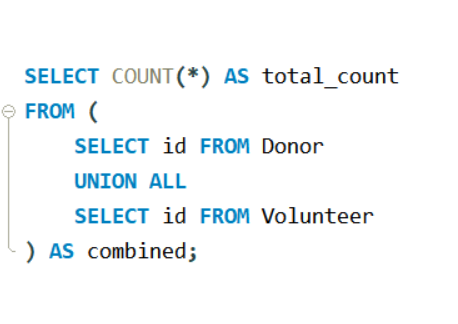 SELECT COUNT(*) AS total_count
FROM (
SELECT id FROM Donor
UNION ALL
SELECT id FROM Volunteer
) AS combined;